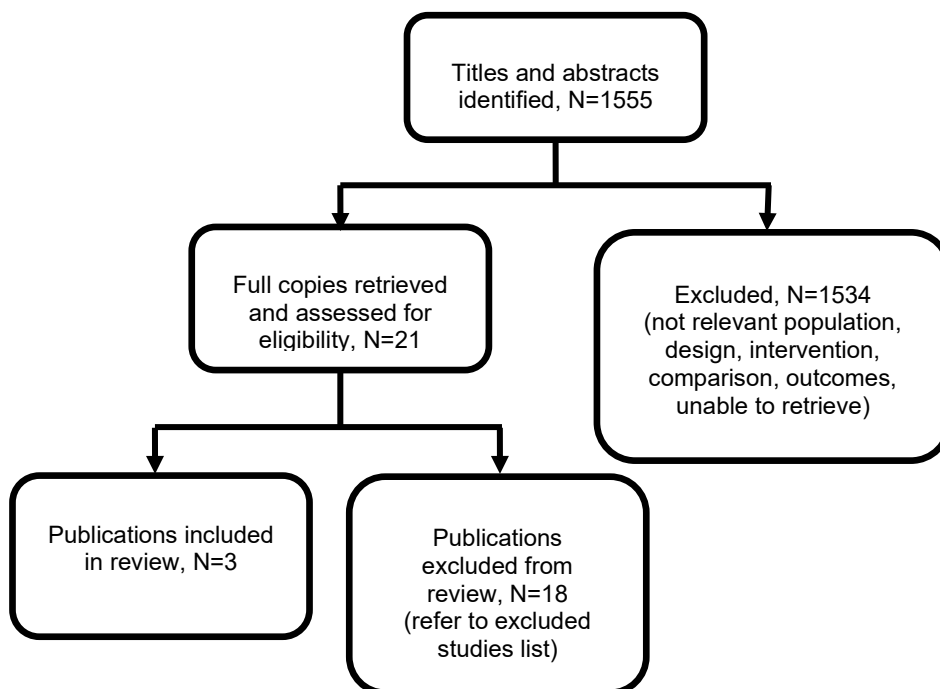 Titles and abstracts
identified, N=1555
Full copies retrieved
and assessed for
eligibility, N=21
Excluded, N=1534
(not relevant population,
design, intervention,
comparison, outcomes,
unable to retrieve)
Publications included
in review, N=3
Publications
excluded from
review, N=18
(refer to excluded
studies list)